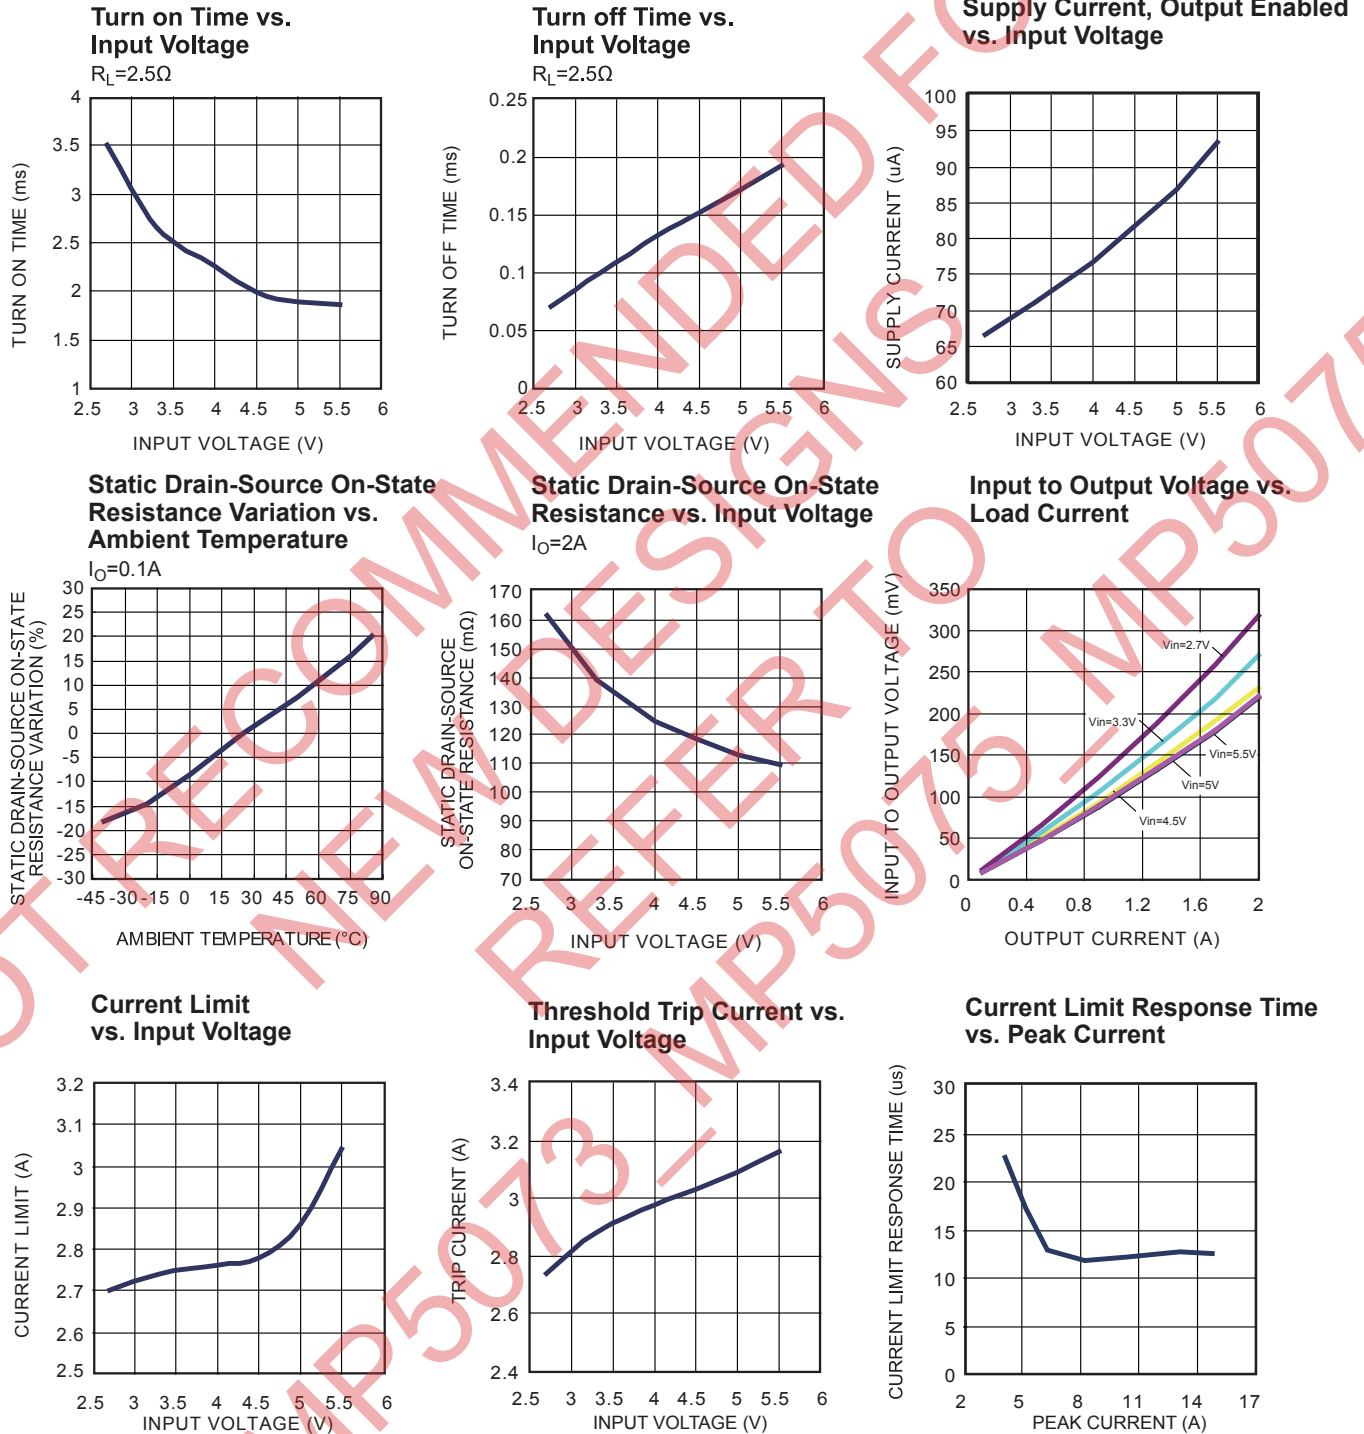 Turn on Time vs.
Input Voltage
RL=2.5Ω
4
3.5
3
2.5
2
1.5
1
TURN ON TIME (ms)
2.5 3 3.5 4 4.5 5 5.5 6
INPUT VOLTAGE (V)
Turn off Time vs.
Input Voltage
RL=2.5Ω
0.25
0.2
0.15
0.1
0.05
0
TURN OFF TIME (ms)
2.5 3 3.5 4 4.5 5 5.5 6
INPUT VOLTAGE (V)
Supply Current, Output Enabled
vs. Input Voltage
100
95
90
85
80
75
70
65
60
SUPPLY CURRENT (uA)
2.5 3 3.5 4 4.5 5 5.5 6
INPUT VOLTAGE (V)
Static Drain-Source On-State
Resistance Variation vs.
Ambient Temperature
IO=0.1A
30
25
20
15
10
5
0
-5
-10
-15
-20
-25
-30
STATIC DRAIN-SOURCE ON-STATE
RESISTANCE VARIATION (%)
-45 -30 -15 0 15 30 45 60 75 90
AMBIENT TEMPERATURE (°C)
Static Drain-Source On-State
Resistance vs. Input Voltage
IO=2A
170
160
150
140
130
120
110
100
90
80
70
STATIC DRAIN-SOURCE
ON-STATE RESISTANCE (mΩ)
2.5 3 3.5 4 4.5 5 5.5 6
INPUT VOLTAGE (V)
Input to Output Voltage vs.
Load Current
350
300
250
200
150
100
50
0
INPUT TO OUTPUT VOLTAGE (mV)
Vin=2.7V
Vin=3.3V
Vin=5.5V
Vin=5V
Vin=4.5V
0 0.4 0.8 1.2 1.6 2
OUTPUT CURRENT (A)
Current Limit
vs. Input Voltage
3.2
3.1
3
2.9
2.8
2.7
2.6
2.5
CURRENT LIMIT (A)
2.5 3 3.5 4 4.5 5 5.5 6
INPUT VOLTAGE (V)
Threshold Trip Current vs.
Input Voltage
3.4
3.2
3
2.8
2.6
2.4
TRIP CURRENT (A)
2.5 3 3.5 4 4.5 5 5.5 6
INPUT VOLTAGE (V)
Current Limit Response Time
vs. Peak Current
30
25
20
15
10
5
0
CURRENT LIMIT RESPONSE TIME (us)
2 5 8 11 14 17
PEAK CURRENT (A)
RECOMMENDED
NEW DESIGNS
REFER TO
MP5073_MP5075_MP5075